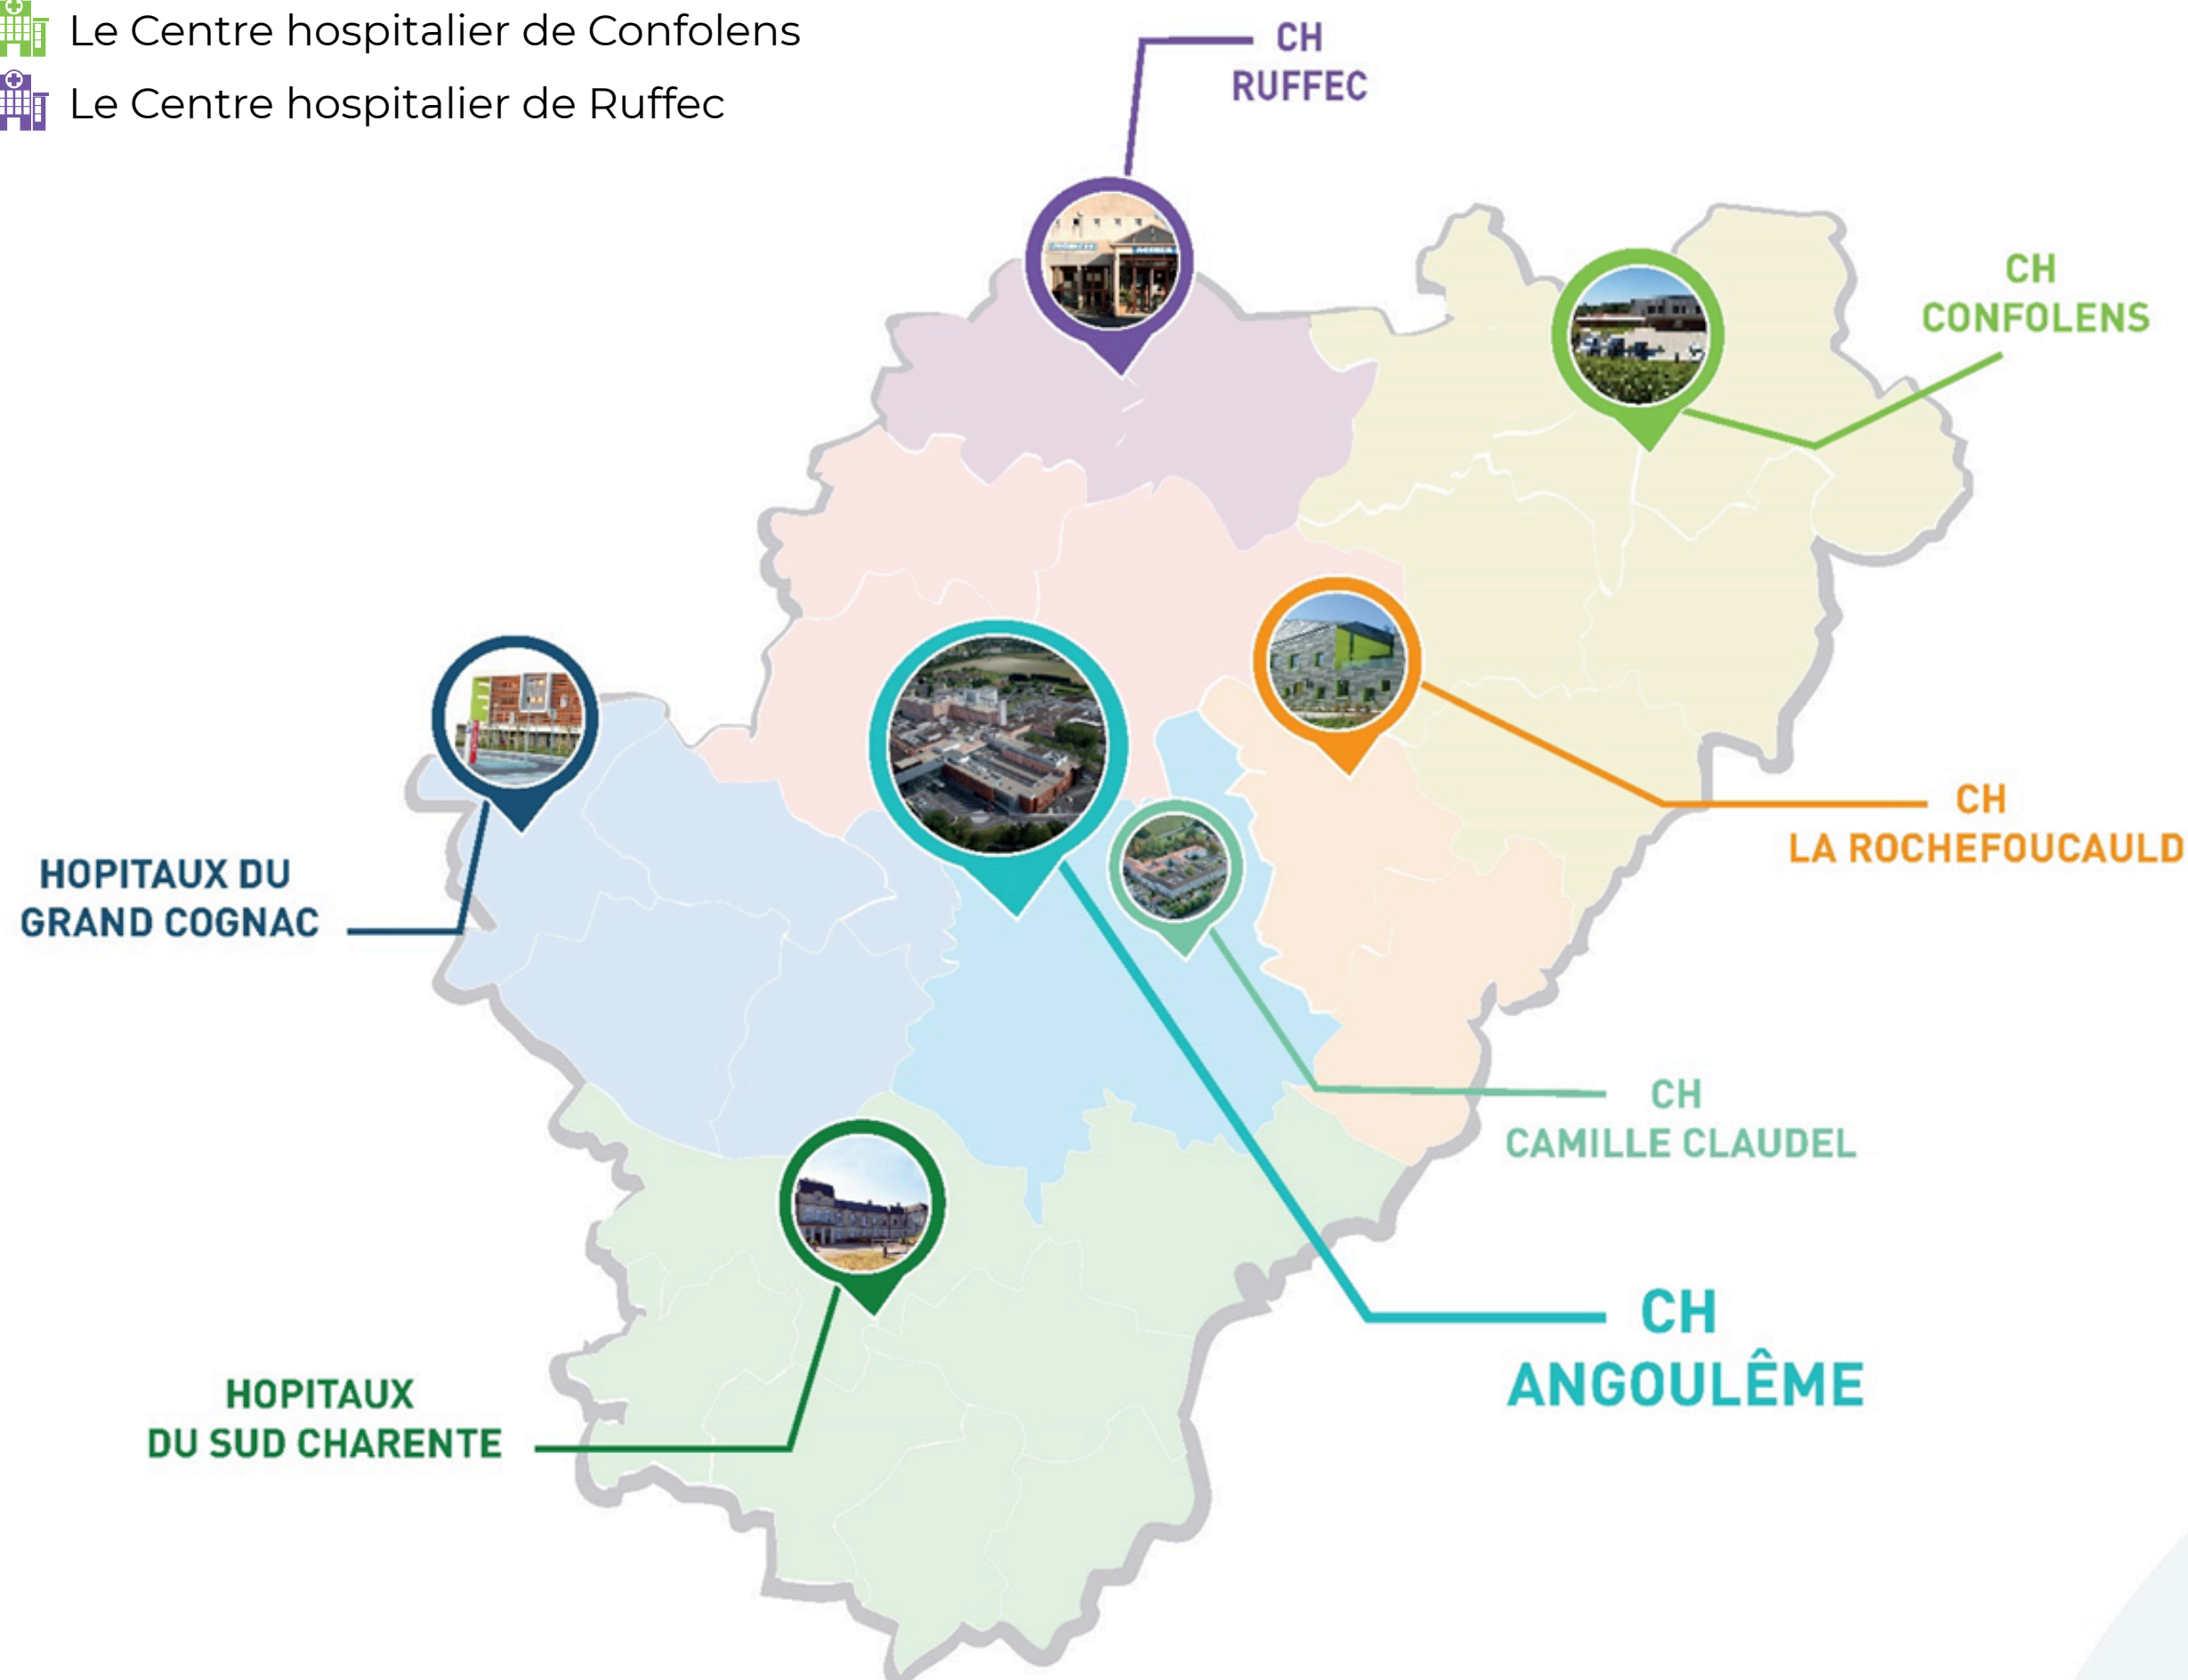 Le Centre hospitalier de Confolens
Le Centre hospitalier de Ruffec
CH
RUFFEC
CH
CONFOLENS
CH
LA ROCHEFOUCAULD
HOPITAUX DU
GRAND COGNAC
CH
CAMILLE CLAUDEL
CH
ANGOULÊME
HOPITAUX
DU SUD CHARENTE